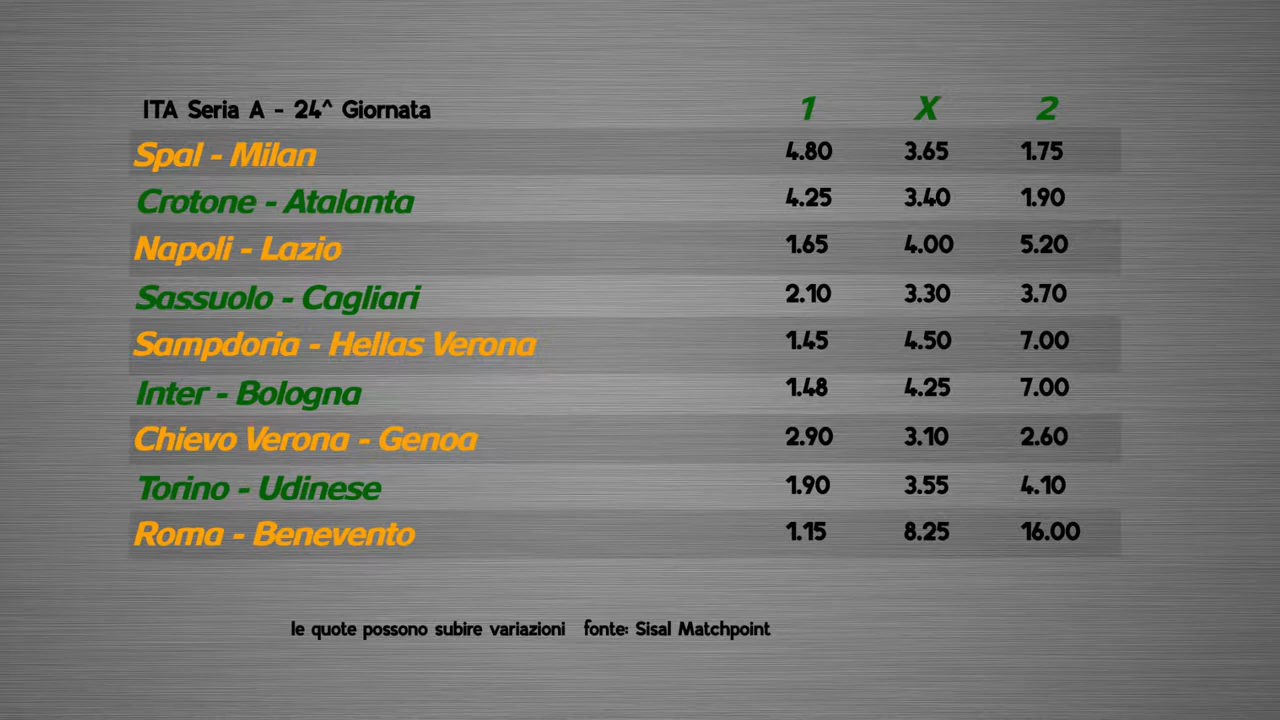 ITA Seria A - 24^ Giornata 1 X 2
Spal - Milan 4.80 3.65 1.75
Crotone - Atalanta 4.25 3.40 1.90
Napoli - Lazio 1.65 4.00 5.20
Sassuolo - Cagliari 2.10 3.30 3.70
Sampdoria - Hellas Verona 1.45 4.50 7.00
Inter - Bologna 1.48 4.25 7.00
Chievo Verona - Genoa 2.90 3.10 2.60
Torino - Udinese 1.90 3.55 4.10
Roma - Benevento 1.15 8.25 16.00
le quote possono subire variazioni fonte: Sisal Matchpoint